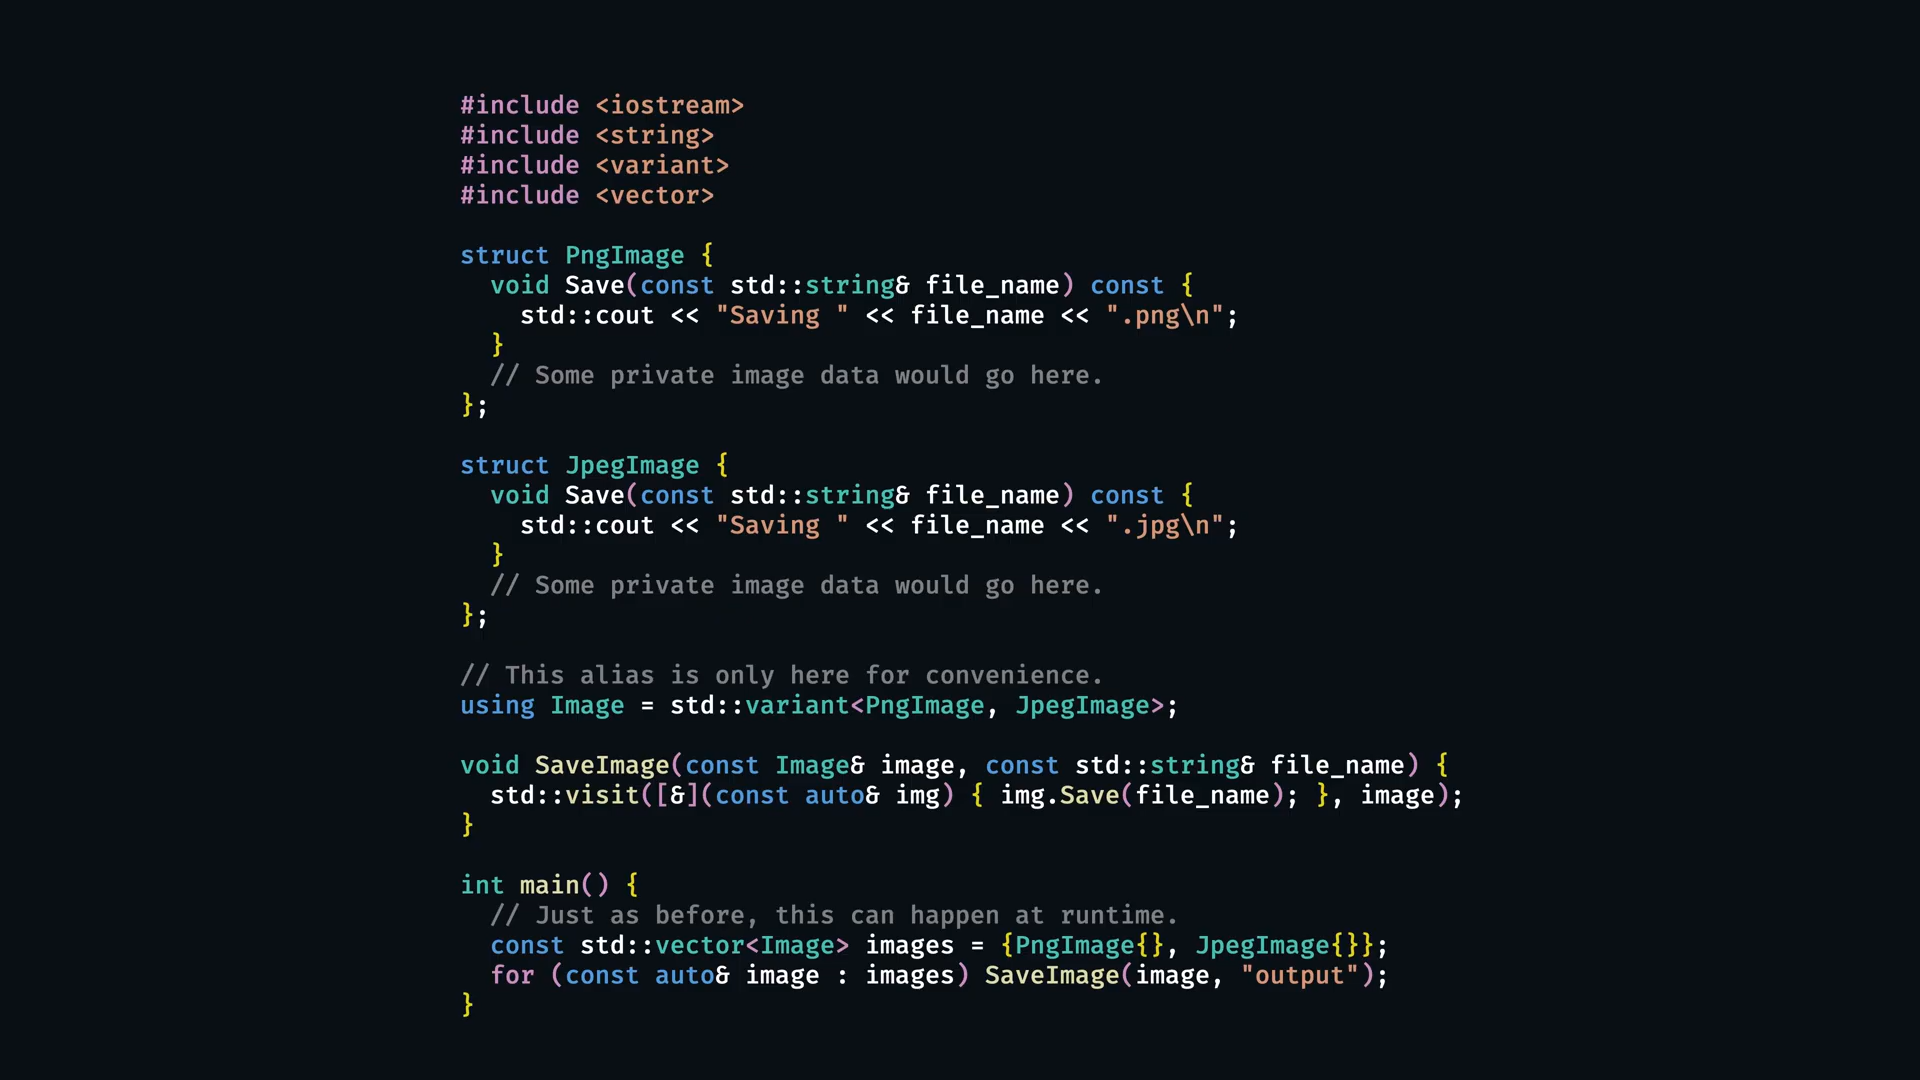 #include <iostream>
#include <string>
#include <variant>
#include <vector>
struct PngImage {
  void Save(const std::string& file_name) const {
    std::cout << "Saving " << file_name << ".png\n";
  }
  // Some private image data would go here.
};
struct JpegImage {
  void Save(const std::string& file_name) const {
    std::cout << "Saving " << file_name << ".jpg\n";
  }
  // Some private image data would go here.
};
// This alias is only here for convenience.
using Image = std::variant<PngImage, JpegImage>;
void SaveImage(const Image& image, const std::string& file_name) {
  std::visit([&](const auto& img) { img.Save(file_name); }, image);
}
int main() {
  // Just as before, this can happen at runtime.
  const std::vector<Image> images = {PngImage{}, JpegImage{}};
  for (const auto& image : images) SaveImage(image, "output");
}